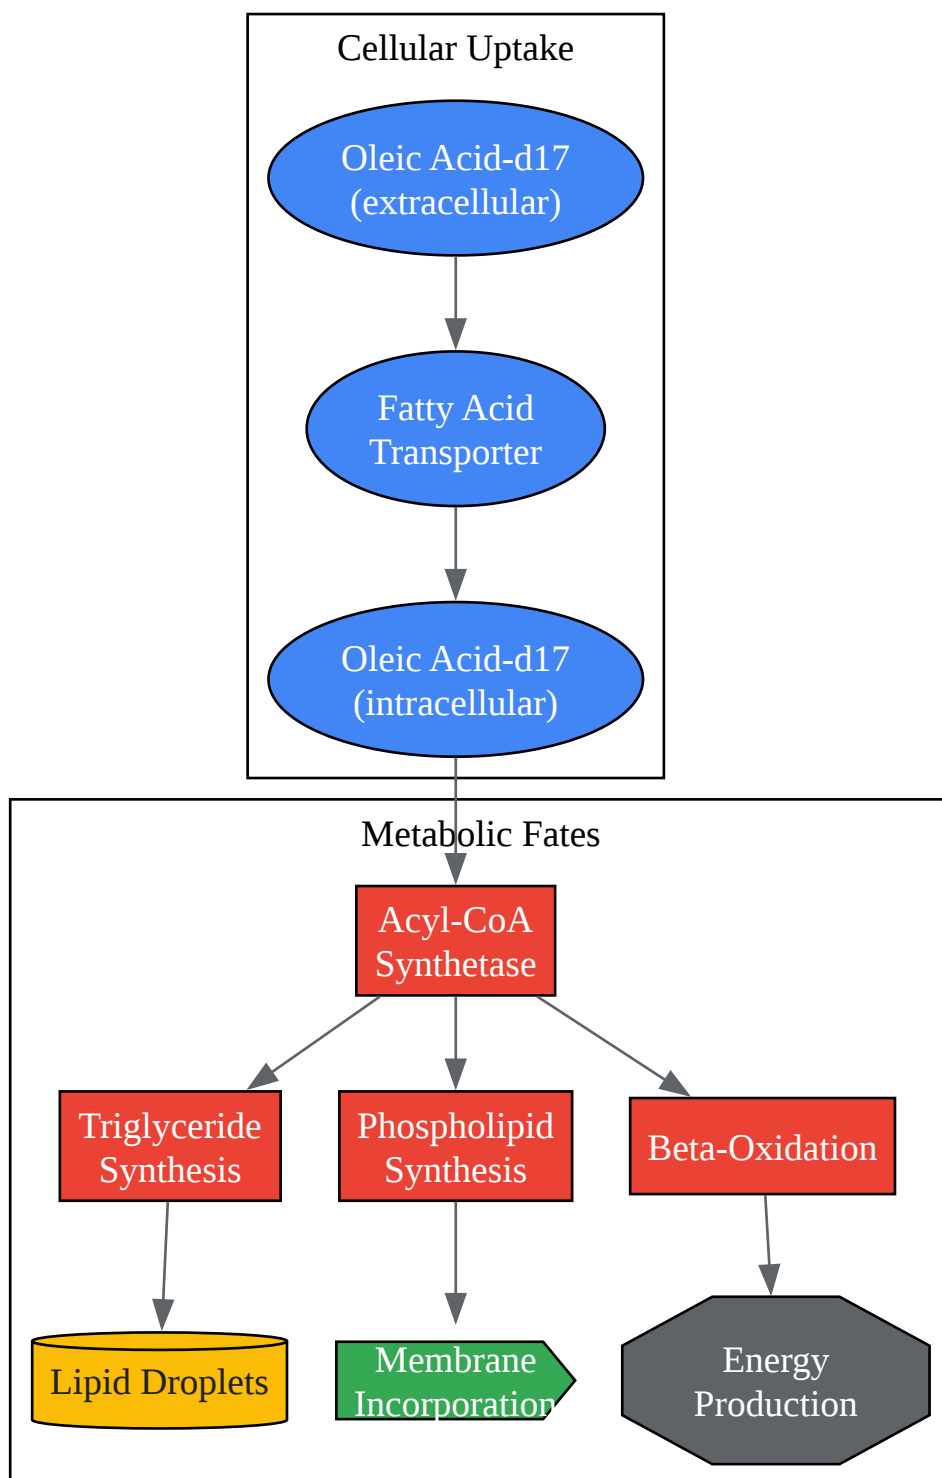 Cellular Uptake
Oleic Acid-d17
(extracellular)
Fatty Acid
Transporter
Oleic Acid-d17
(intracellular)
Metabolic Fates
Acyl-CoA
Synthetase
Triglyceride
Synthesis
Phospholipid
Synthesis
Beta-Oxidation
Lipid Droplets
Membrane
Incorporation
Energy
Production